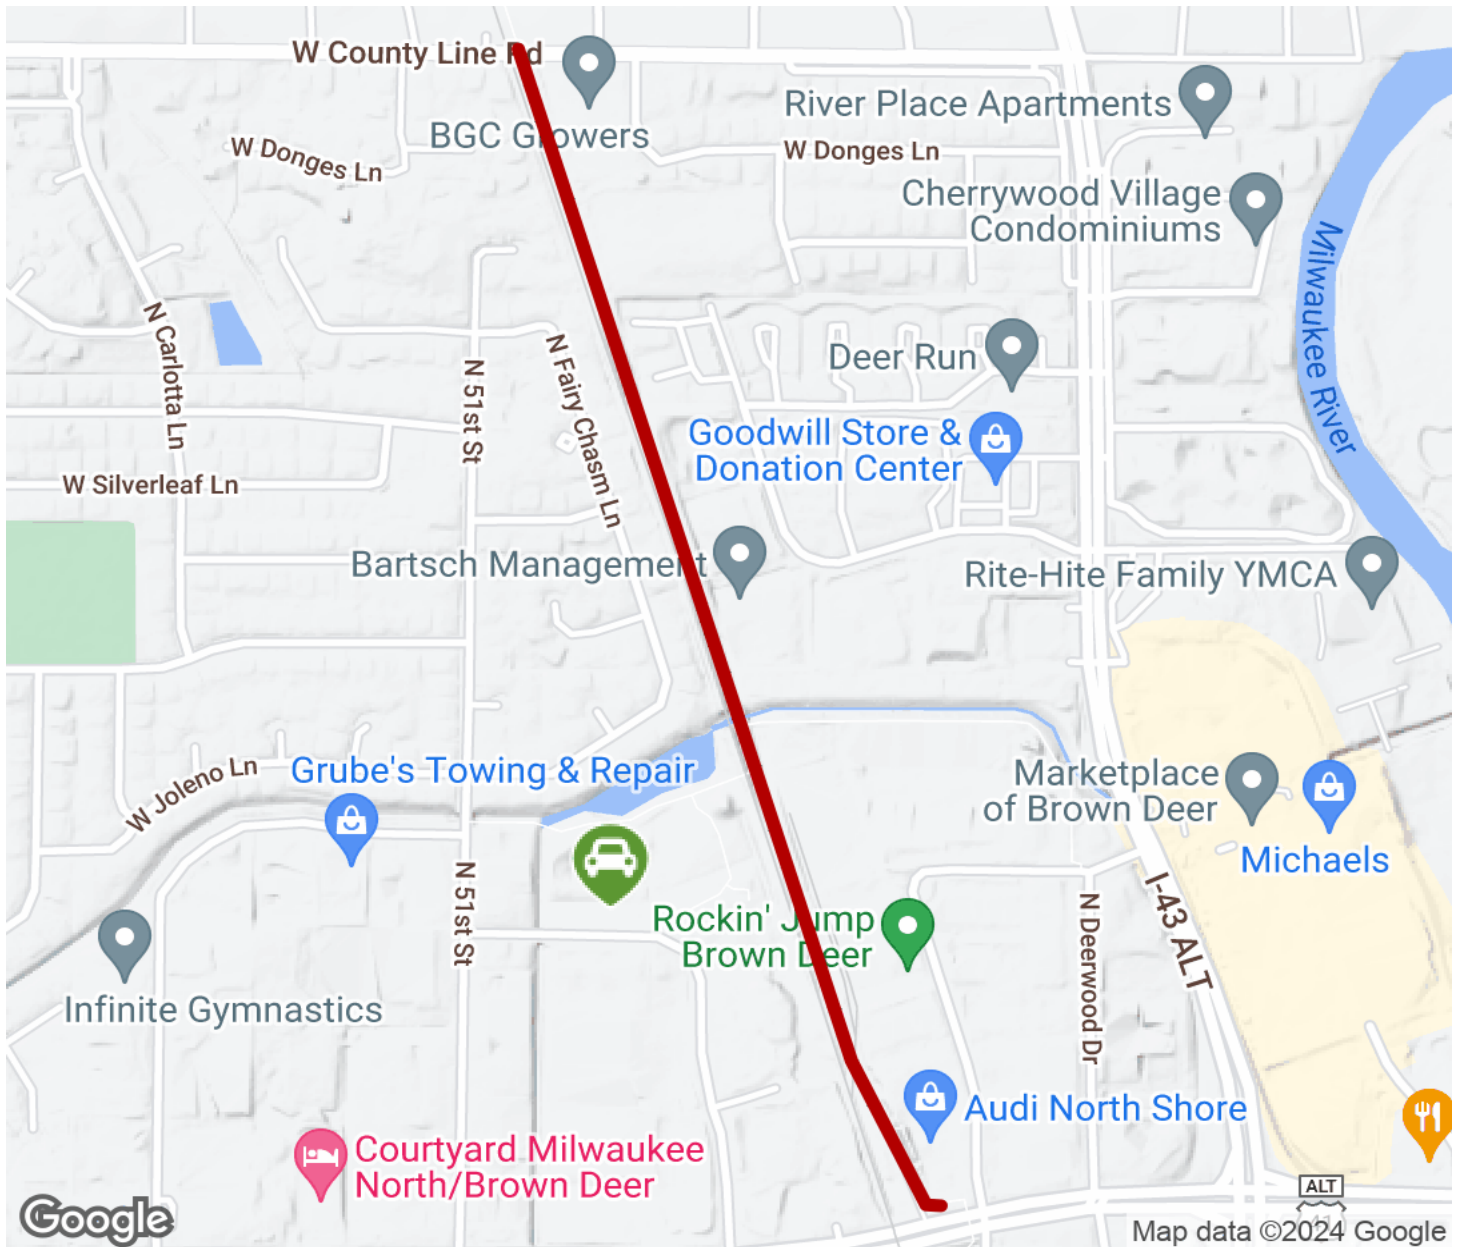 W County Line Rd
BGC Growers
River Place Apartments
W Donges Ln
W Donges Ln
Cherrywood Village
Condominiums
Milwaukee River
N Carlotta Ln
N 51st St
N Fairy Chasm Ln
Deer Run
Goodwill Store &
Donation Center
W Silverleaf Ln
Bartsch Management
Rite-Hite Family YMCA
W Joleno Ln
Grube's Towing & Repair
Marketplace
of Brown Deer
Michaels
N 51st St
Rockin' Jump
Brown Deer
N Deerwood Dr
I-43 ALT
Infinite Gymnastics
Audi North Shore
Courtyard Milwaukee
North/Brown Deer
ALT
41
Google
Map data ©2024 Google